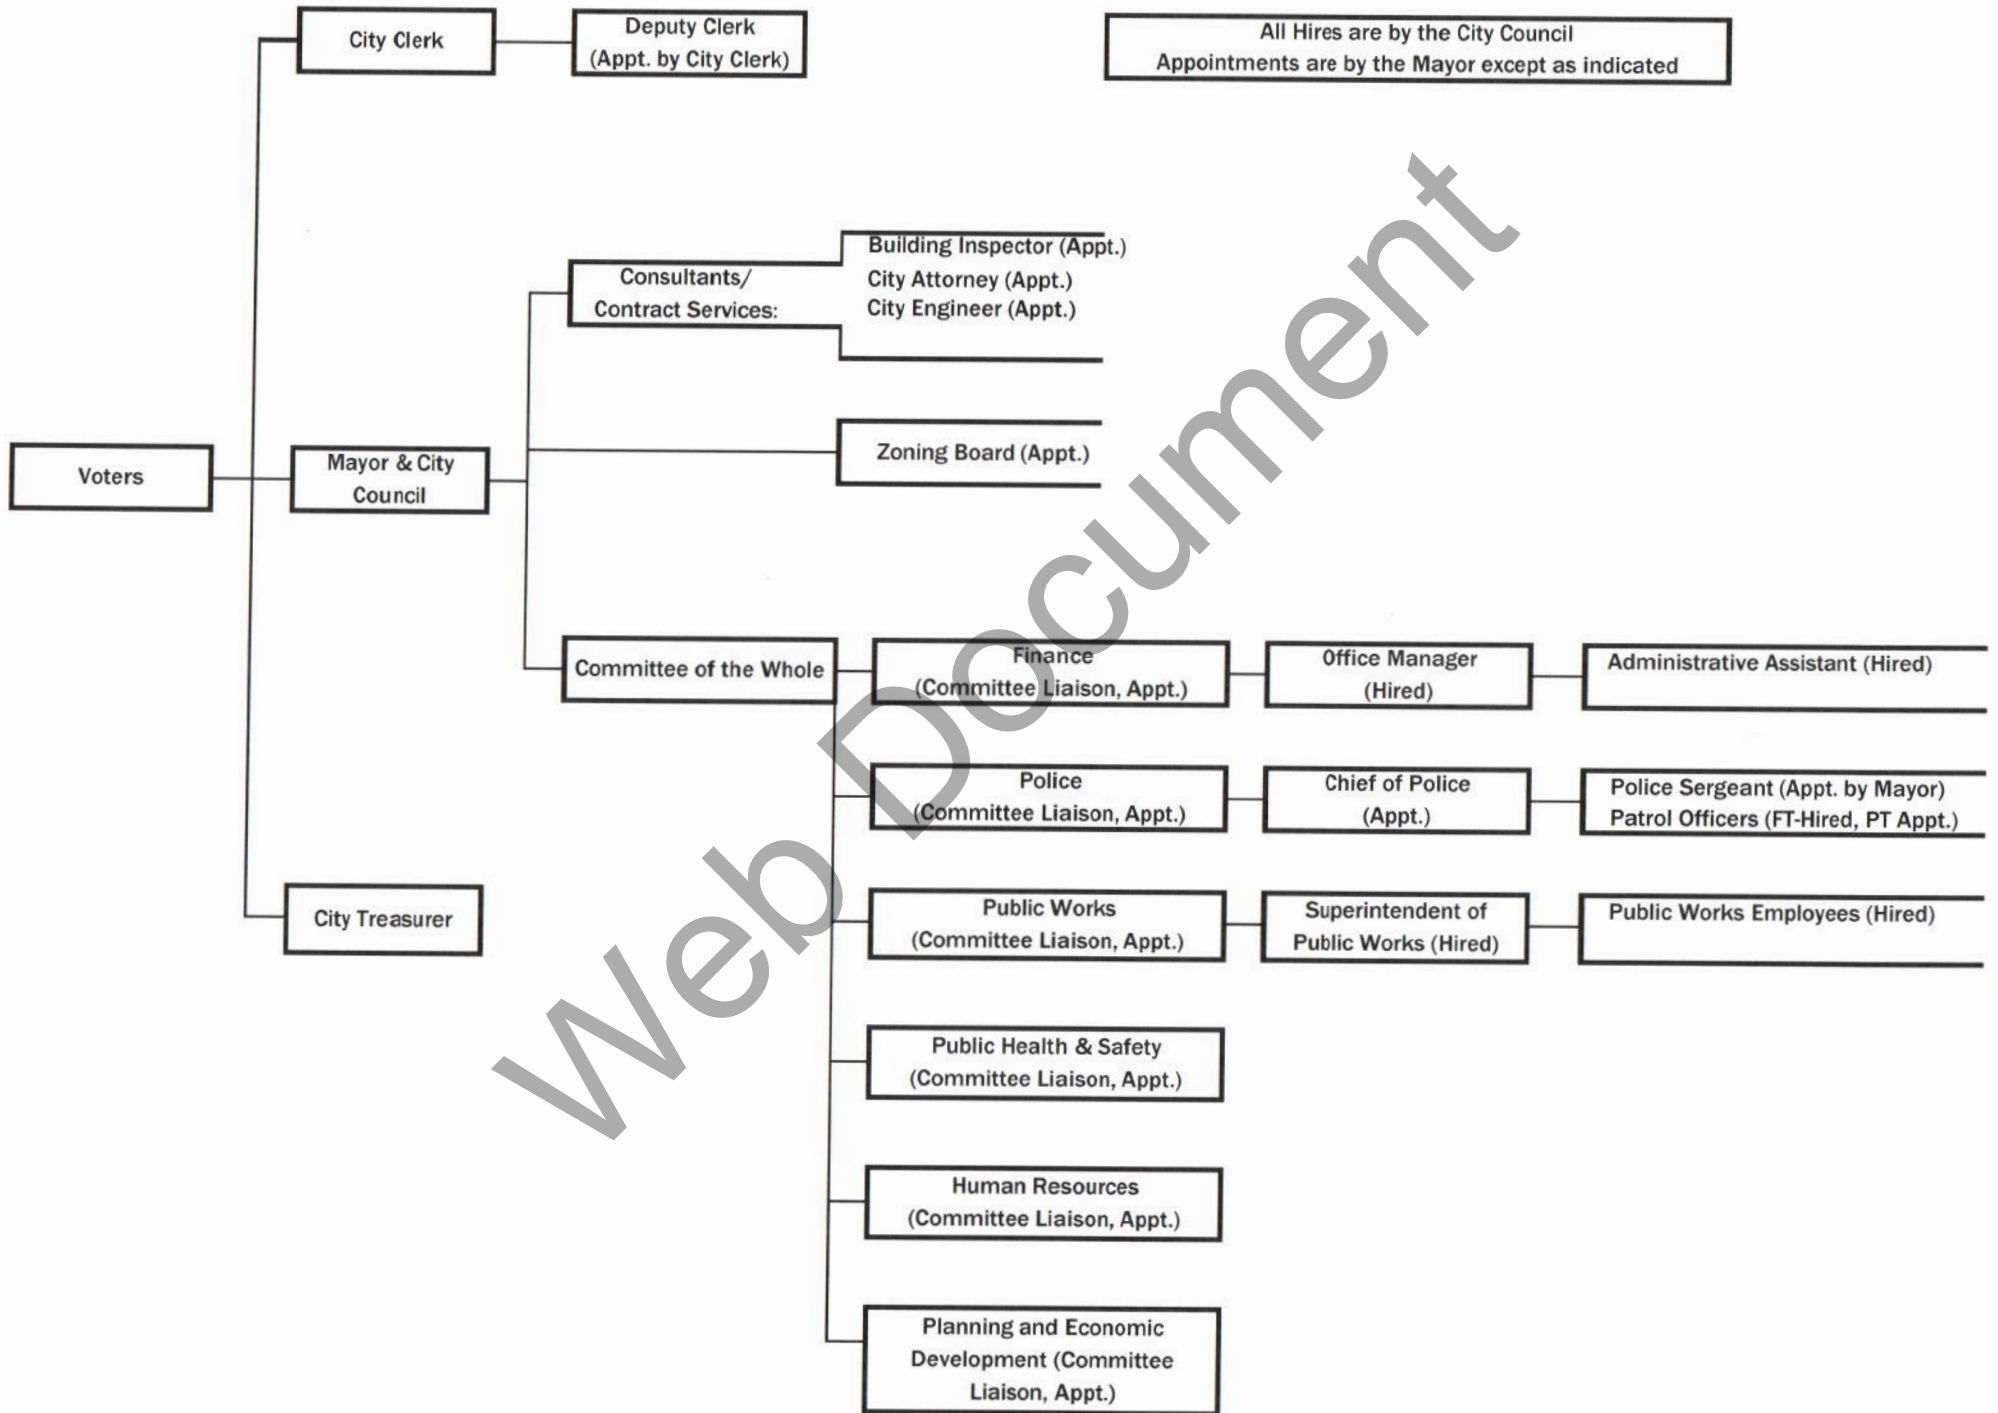 City Clerk
Deputy Clerk
(Appt. by City Clerk)
All Hires are by the City Council
Appointments are by the Mayor except as indicated
Consultants/
Contract Services:
Building Inspector (Appt.)
City Attorney (Appt.)
City Engineer (Appt.)
Zoning Board (Appt.)
Voters
Mayor & City
Council
Committee of the Whole
Finance
(Committee Liaison, Appt.)
Office Manager
(Hired)
Administrative Assistant (Hired)
Police
(Committee Liaison, Appt.)
Chief of Police
(Appt.)
Police Sergeant (Appt. by Mayor)
Patrol Officers (FT-Hired, PT Appt.)
City Treasurer
Public Works
(Committee Liaison, Appt.)
Superintendent of
Public Works (Hired)
Public Works Employees (Hired)
Public Health & Safety
(Committee Liaison, Appt.)
Human Resources
(Committee Liaison, Appt.)
Planning and Economic
Development (Committee
Liaison, Appt.)
Web Document